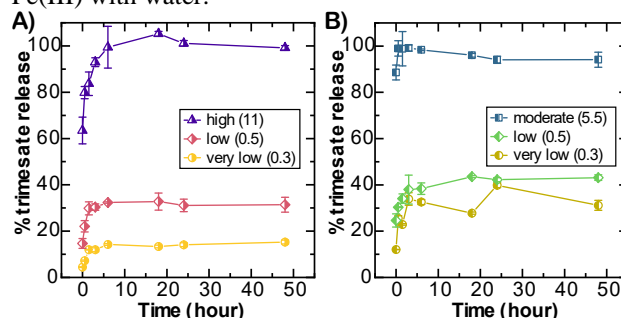 Fe(III) with water.
A) B)
% trimesate release % trimesate release
100 100
80 80
60 60
40 40
20 20
0 0
high (11)
low (0.5)
very low (0.3)
moderate (5.5)
low (0.5)
very low (0.3)
0 10 20 30 40 50 0 10 20 30 40 50
Time (hour) Time (hour)